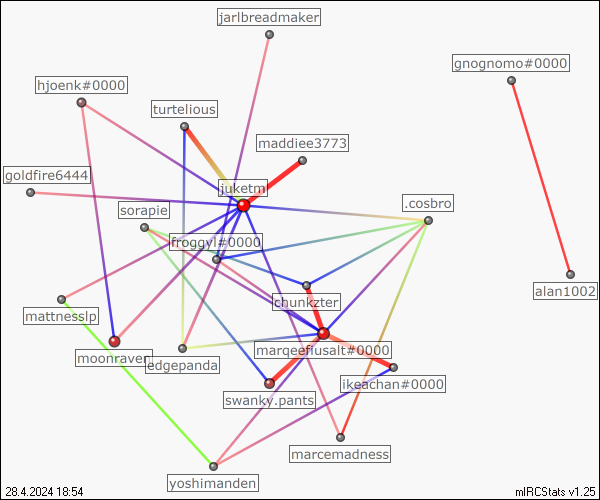 jarlbreadmaker
gnognomo#0000
hjoenk#0000
turtelious
maddiee3773
goldfire6444
juketm
.cosbro
sorapie
froggyl#0000
alan1002
chunkzter
mattnesslp
marqeefiusalt#0000
moonraven
edgepanda
ikeachan#0000
swanky.pants
marcemadness
yoshimanden
28.4.2024 18:54
mIRCStats v1.25